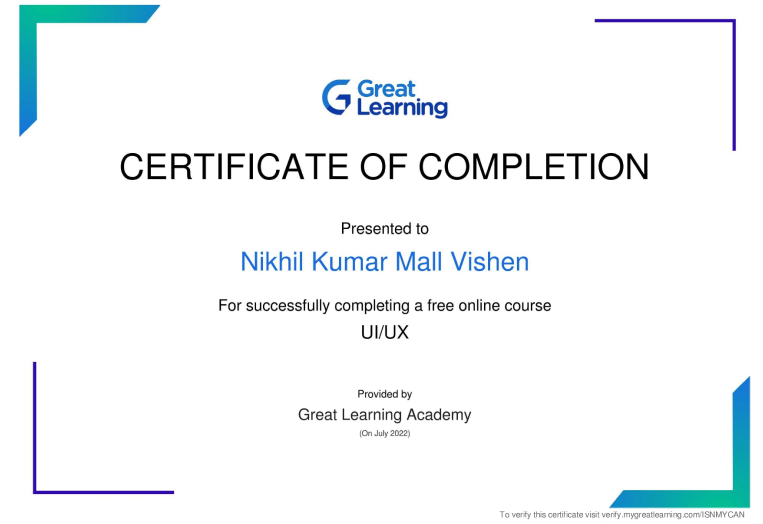 Great
Learning
CERTIFICATE OF COMPLETION
Presented to
Nikhil Kumar Mall Vishen
For successfully completing a free online course
UI/UX
Provided by
Great Learning Academy
(On July 2022)
To verify this certificate visit verify.mygreatlearning.com/ISNMYCAN